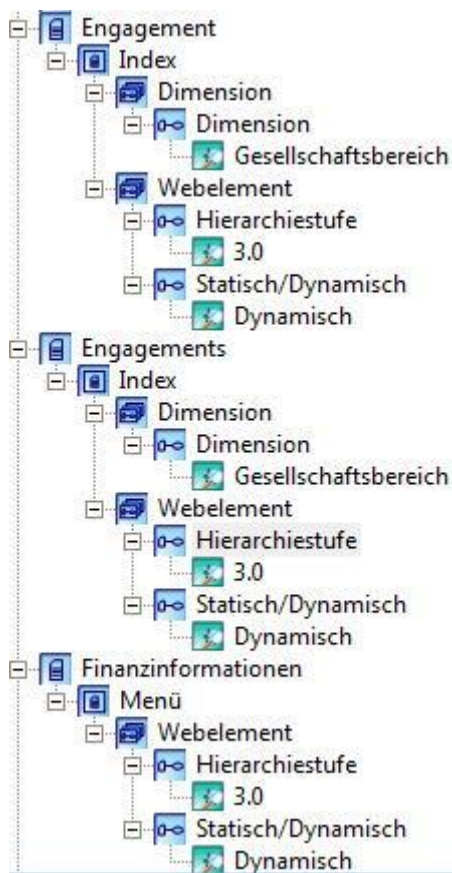 Engagement
Index
Dimension
Dimension
Gesellschaftsbereich
Webelement
Hierarchiestufe
3.0
Statisch/Dynamisch
Dynamisch
Engagements
Index
Dimension
Dimension
Gesellschaftsbereich
Webelement
Hierarchiestufe
3.0
Statisch/Dynamisch
Dynamisch
Finanzinformationen
Menü
Webelement
Hierarchiestufe
3.0
Statisch/Dynamisch
Dynamisch